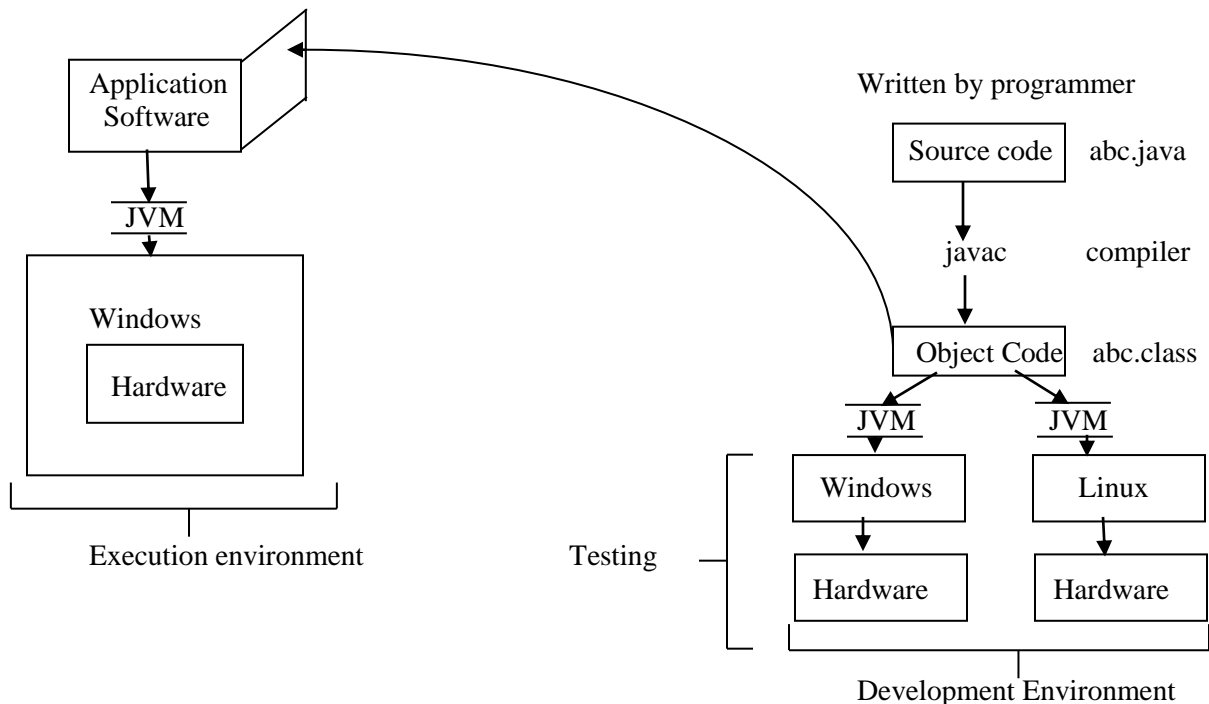 Application
Software
JVM
Windows
Hardware
Execution environment
Written by programmer
Source code abc.java
javac compiler
Object Code abc.class
JVM JVM
Windows Linux
Testing
Hardware Hardware
Development Environment